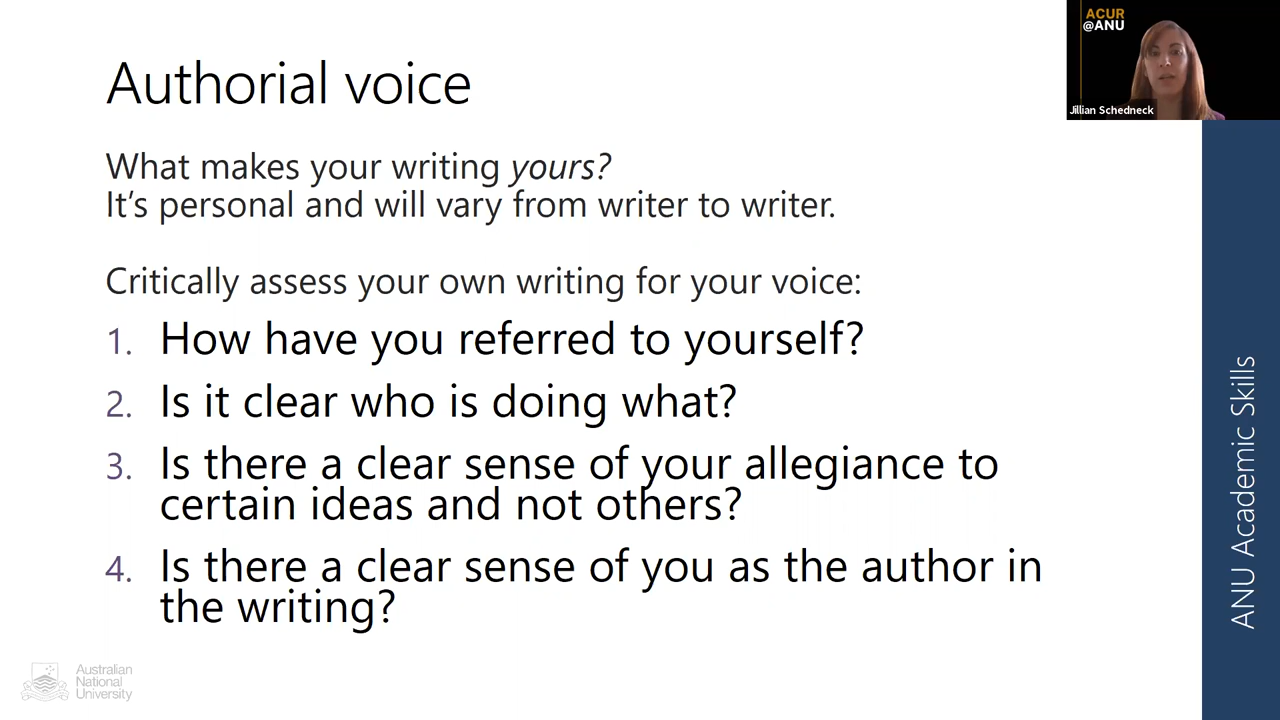 ACUR
@ANU
Jillian Schedneck
Authorial voice
What makes your writing yours?
It's personal and will vary from writer to writer.
Critically assess your own writing for your voice:
1. How have you referred to yourself?
2. Is it clear who is doing what?
3. Is there a clear sense of your allegiance to
certain ideas and not others?
4. Is there a clear sense of you as the author in
the writing?
ANU Academic Skills
Australian
National
University